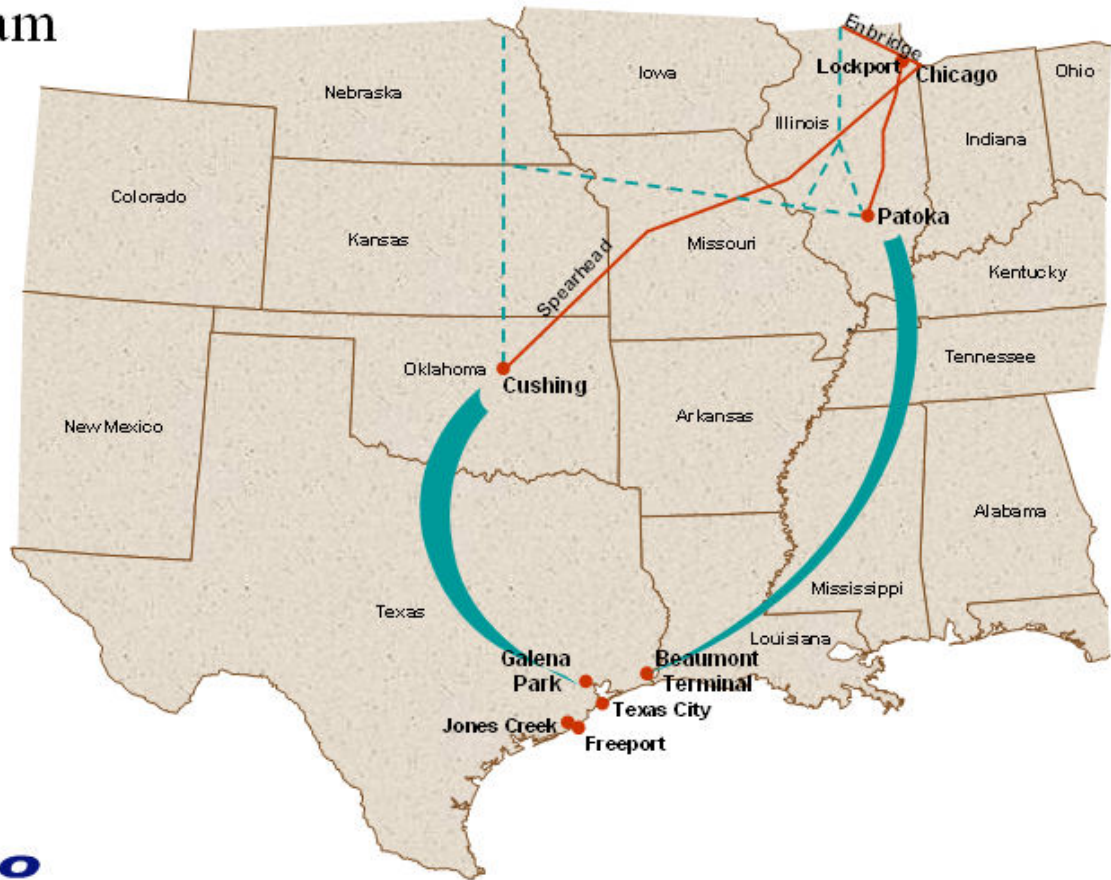 am
Enbridge
Lockport
Chicago
Iowa
Ohio
Nebraska
Illinois
Indiana
Colorado
Patoka
Kansas
Missouri
Kentucky
Spearhead
Tennessee
Oklahoma
Cushing
New Mexico
Arkansas
Alabama
Mississippi
Texas
Louisiana
Galena
Park
Beaumont
Terminal
Texas City
Jones Creek
Freeport
o